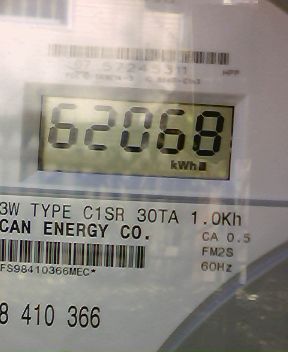 62068
kWh
3W TYPE C1SR 30TA 1.0Kh
CAN ENERGY CO.
CA 0.5
FM2S
60Hz
FS98410366MEC*
8 410 366